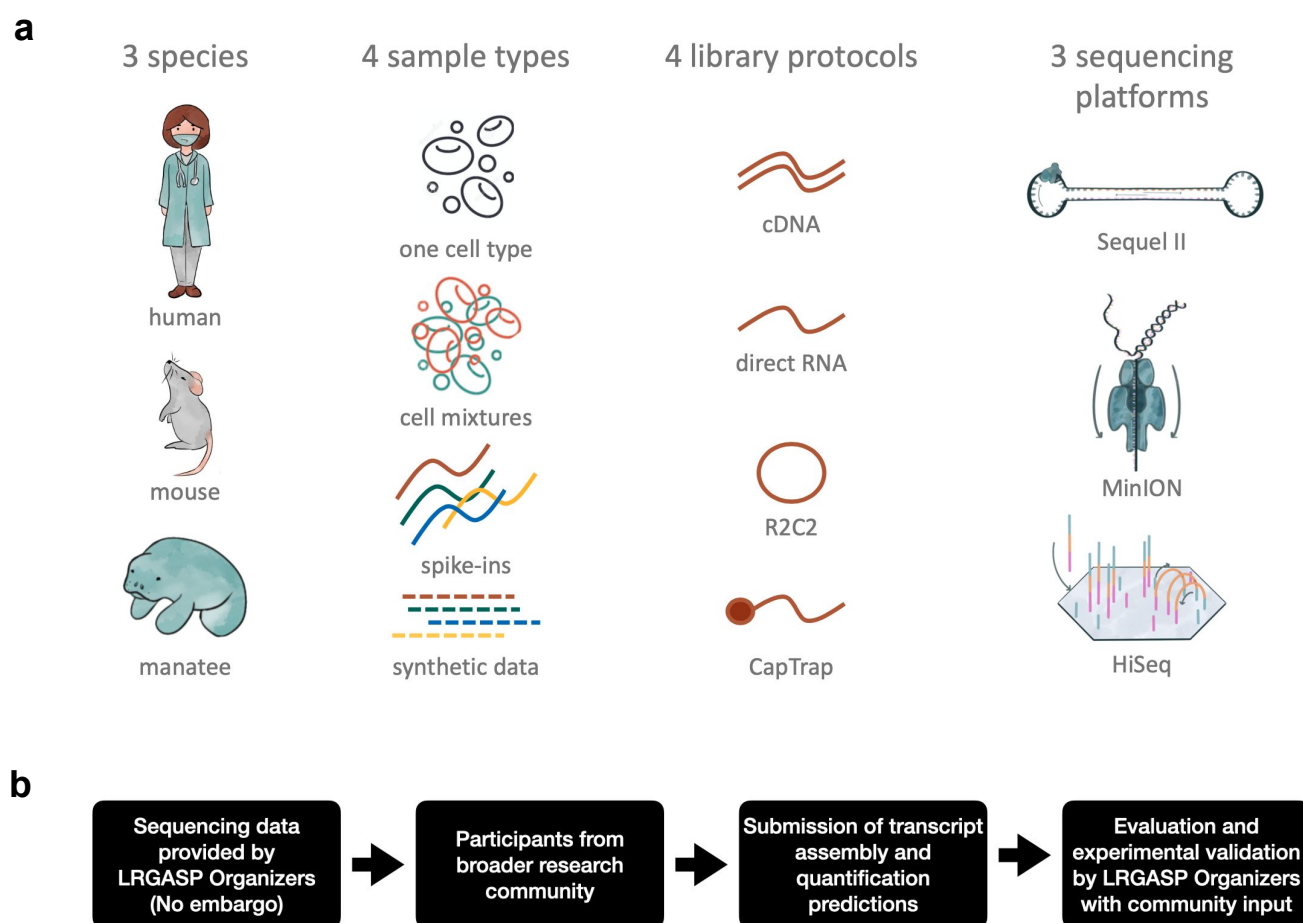 a
3 species
4 sample types
4 library protocols
3 sequencing
platforms
human
mouse
manatee
one cell type
cell mixtures
spike-ins
synthetic data
cDNA
direct RNA
R2C2
CapTrap
Sequel II
MinION
HiSeq
b
Sequencing data
provided by
LRGASP Organizers
(No embargo)
Participants from
broader research
community
Submission of transcript
assembly and
quantification
predictions
Evaluation and
experimental validation
by LRGASP Organizers
with community input